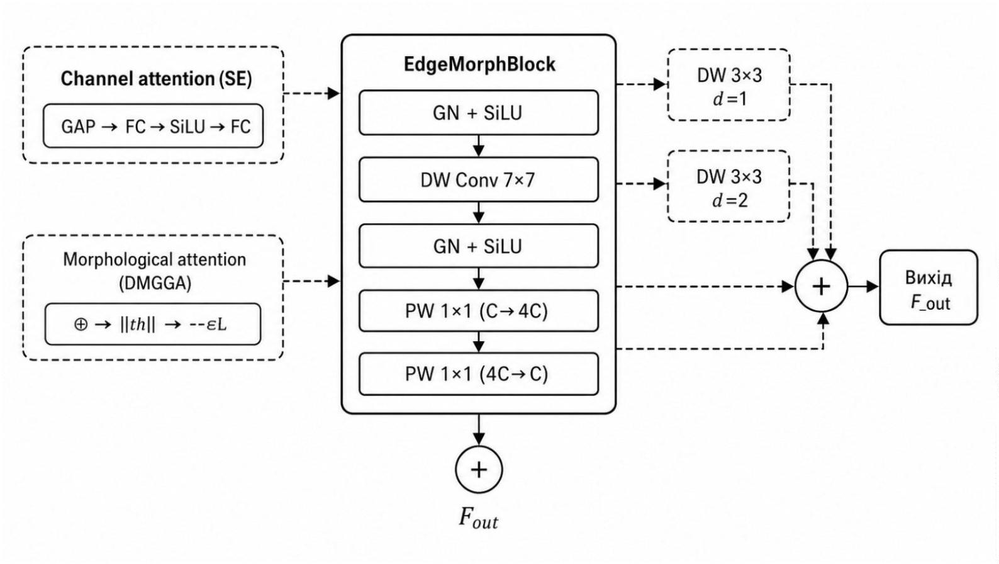 Channel attention (SE)
GAP → FC → SiLU → FC
Morphological attention
(DMGGA)
⊕ → ||th|| → --εL
EdgeMorphBlock
GN + SiLU
DW Conv 7×7
GN + SiLU
PW 1×1 (C→4C)
PW 1×1 (4C→C)
+
F_out
DW 3×3
d=1
DW 3×3
d=2
+
Вихід
F_out